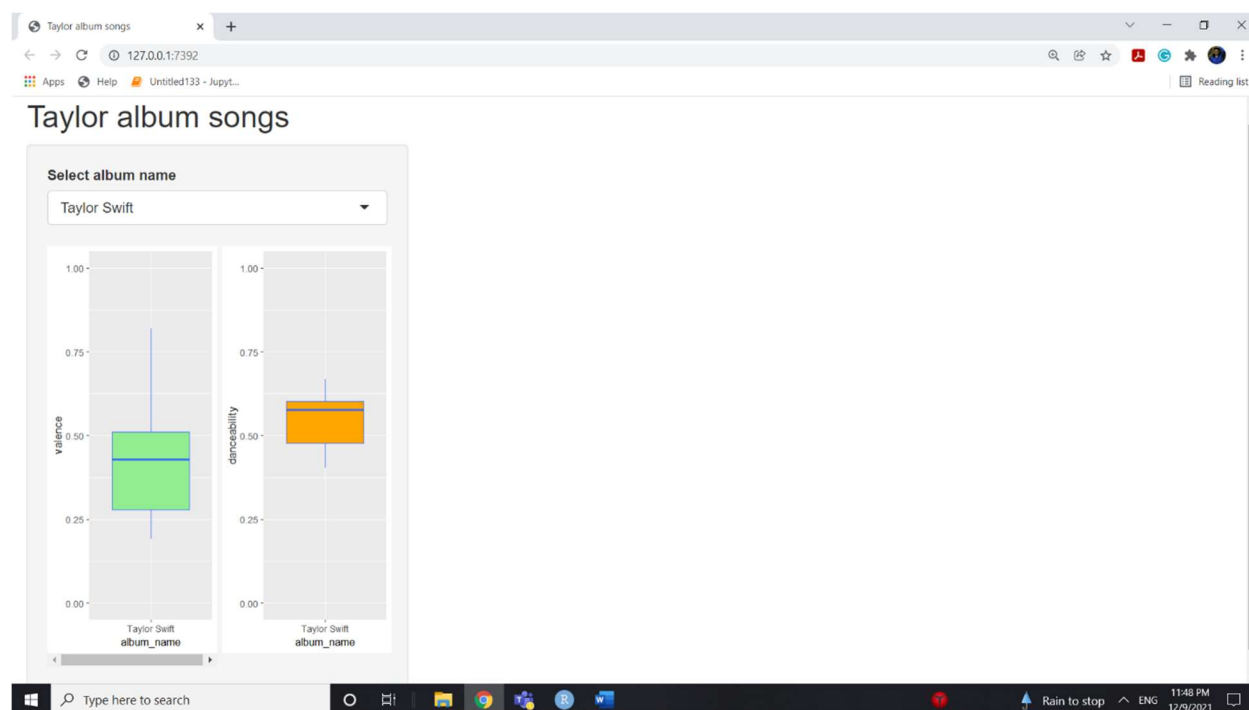 Taylor album songs
127.0.0.1:7392
Apps Help Untitled133 - Jupyt... Reading list
Taylor album songs
Select album name
Taylor Swift
1.00
0.75
valence
0.50
0.25
0.00
Taylor Swift
album_name
1.00
0.75
danceability
0.50
0.25
0.00
Taylor Swift
album_name
Type here to search
Rain to stop ENG 11:48 PM
12/9/2021